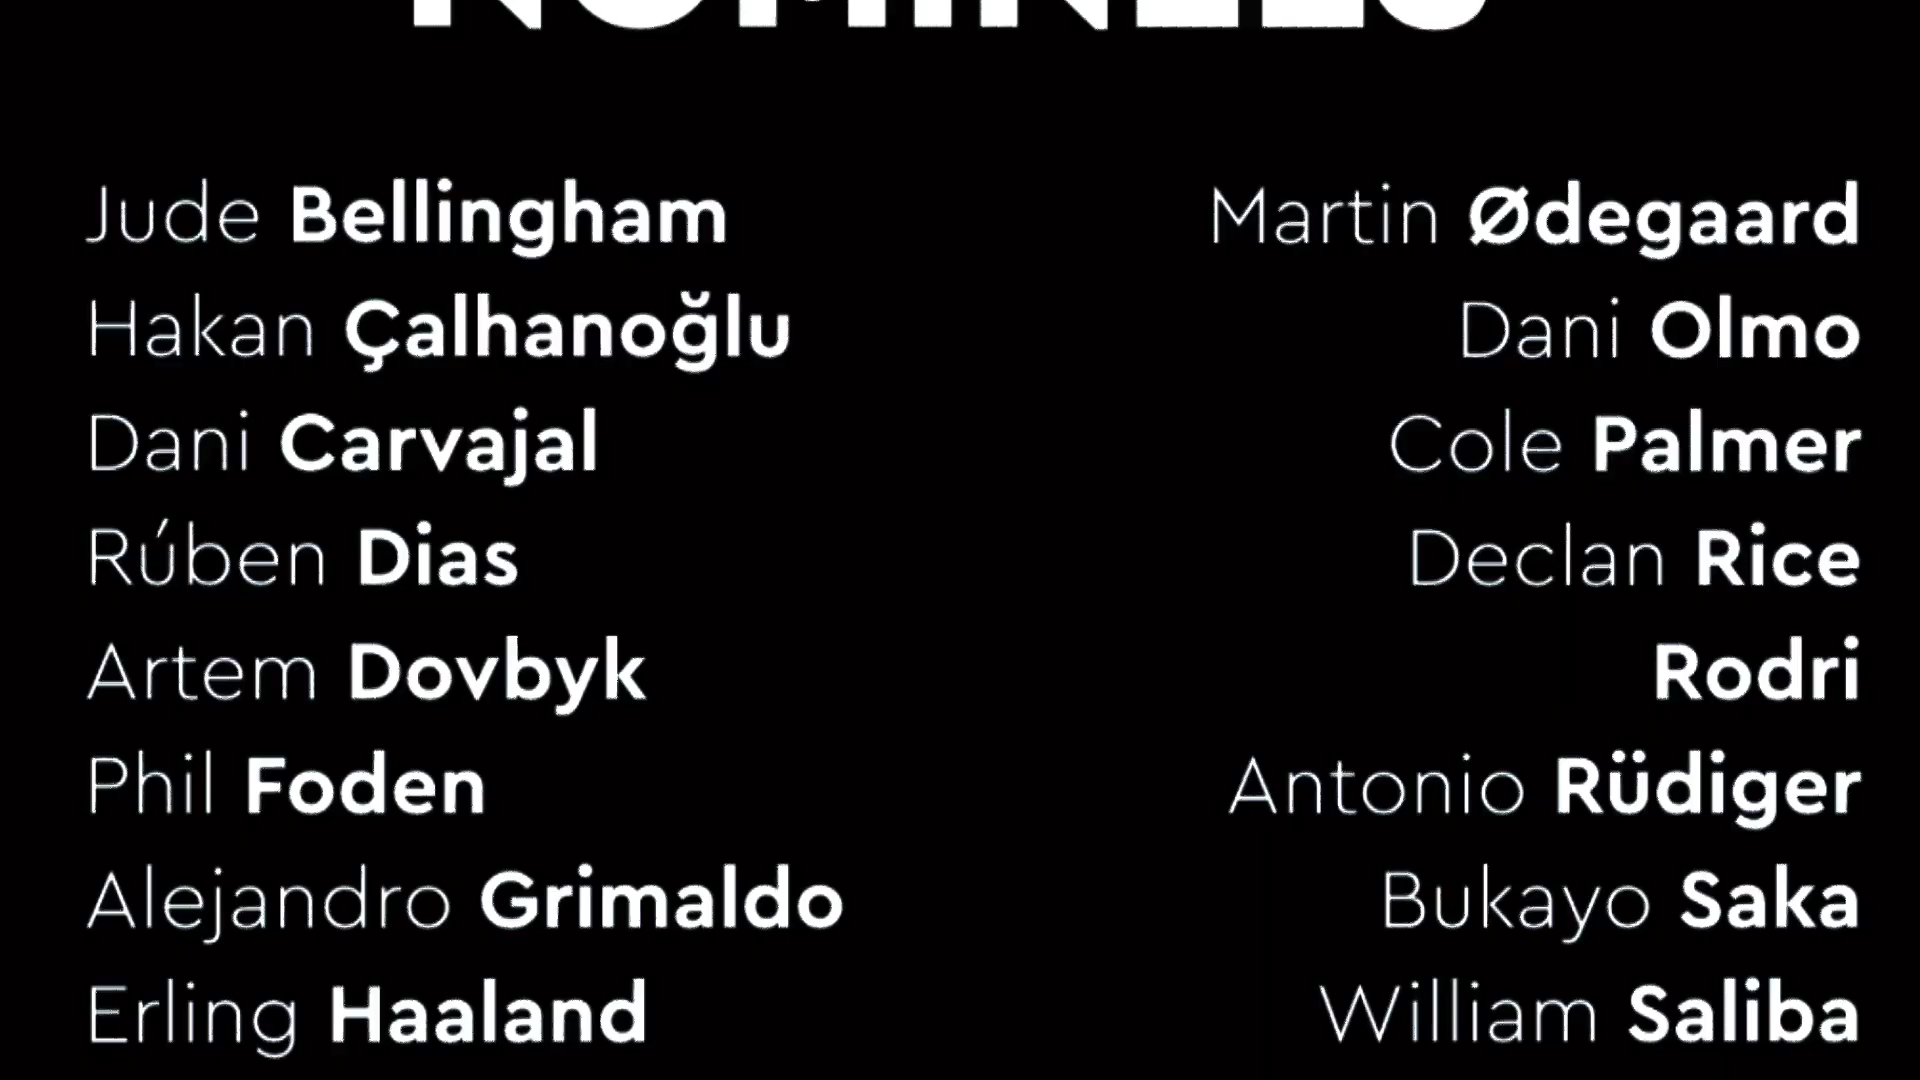 NOMINEES
Jude Bellingham
Hakan Çalhanoğlu
Dani Carvajal
Rúben Dias
Artem Dovbyk
Phil Foden
Alejandro Grimaldo
Erling Haaland
Martin Ødegaard
Dani Olmo
Cole Palmer
Declan Rice
Rodri
Antonio Rüdiger
Bukayo Saka
William Saliba